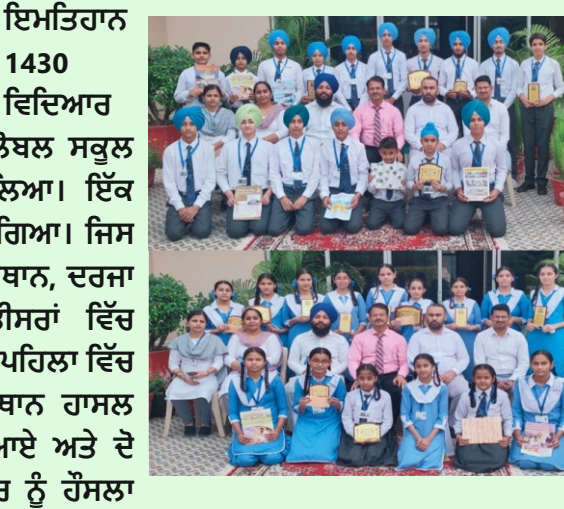 ਇਮਤਿਹਾਨ
1430
ਵਿਦਿਆਰ
ਲੇਬਲ ਸਕੂਲ
ਲਿਆ। ਇੱਕ
ਗਿਆ। ਜਿਸ
ਥਾਨ, ਦਰਜਾ
ਤੀਸਰਾਂ ਵਿੱਚ
ਪਹਿਲਾ ਵਿੱਚ
ਥਾਨ ਹਾਸਲ
ਆਏ ਅਤੇ ਦੋ
ਰ ਨੂੰ ਹੌਸਲਾ